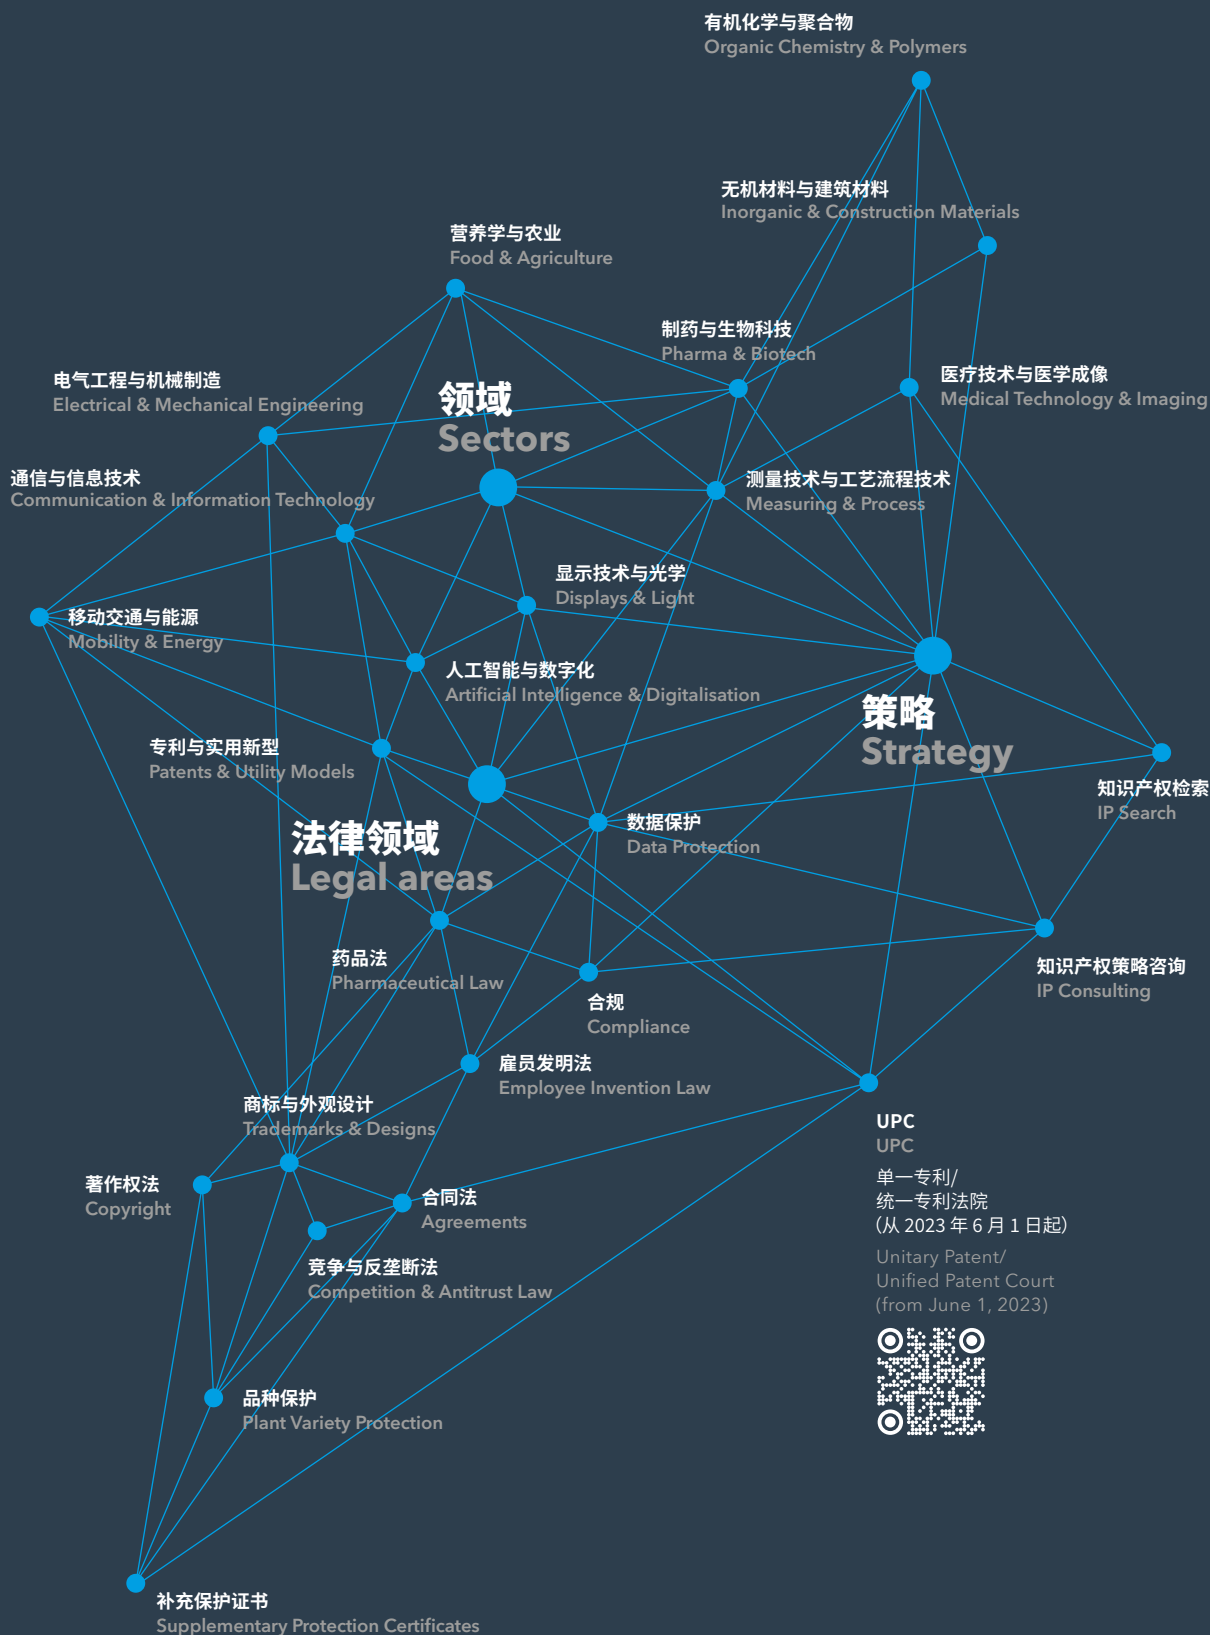 有机化学与聚合物
Organic Chemistry & Polymers
无机材料与建筑材料
Inorganic & Construction Materials
营养学与农业
Food & Agriculture
制药与生物科技
Pharma & Biotech
电气工程与机械制造
Electrical & Mechanical Engineering
医疗技术与医学成像
Medical Technology & Imaging
领域
Sectors
通信与信息技术
Communication & Information Technology
测量技术与工艺流程技术
Measuring & Process
显示技术与光学
Displays & Light
移动交通与能源
Mobility & Energy
人工智能与数字化
Artificial Intelligence & Digitalisation
策略
Strategy
专利与实用新型
Patents & Utility Models
知识产权检索
IP Search
法律领域
Legal areas
数据保护
Data Protection
药品法
Pharmaceutical Law
知识产权策略咨询
IP Consulting
合规
Compliance
雇员发明法
Employee Invention Law
商标与外观设计
Trademarks & Designs
UPC
UPC
单一专利/
统一专利法院
（从 2023 年 6 月 1 日起）
Unitary Patent/
Unified Patent Court
(from June 1, 2023)
著作权法
Copyright
合同法
Agreements
竞争与反垄断法
Competition & Antitrust Law
品种保护
Plant Variety Protection
补充保护证书
Supplementary Protection Certificates